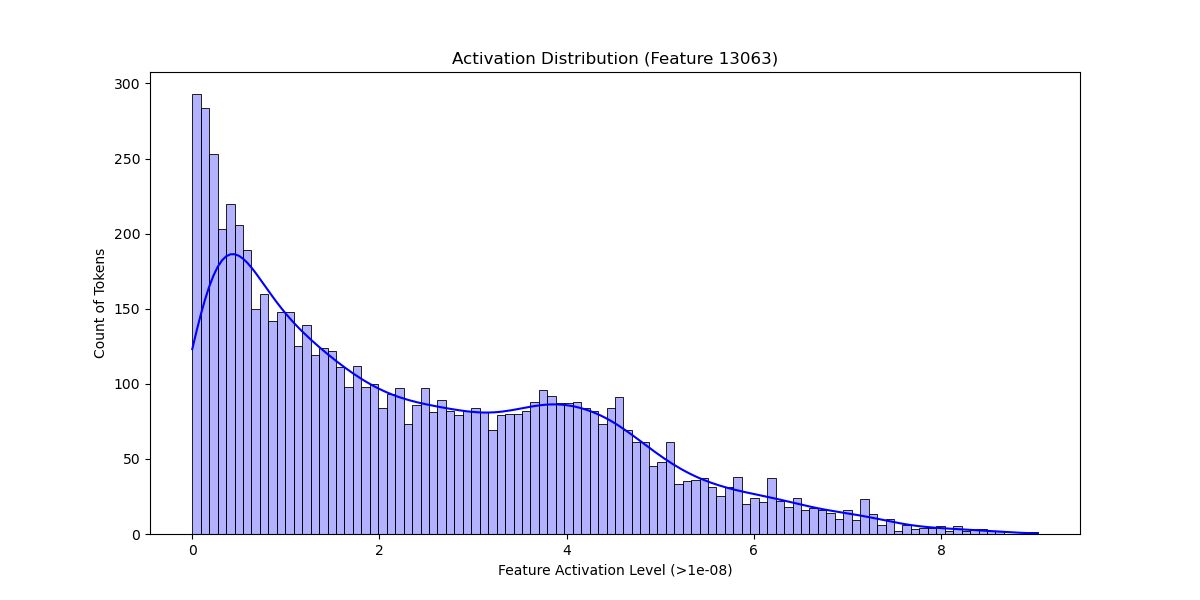 Activation Distribution (Feature 13063)
300
250
200
150
100
50
0
Count of Tokens
0 2 4 6 8
Feature Activation Level (>1e-08)